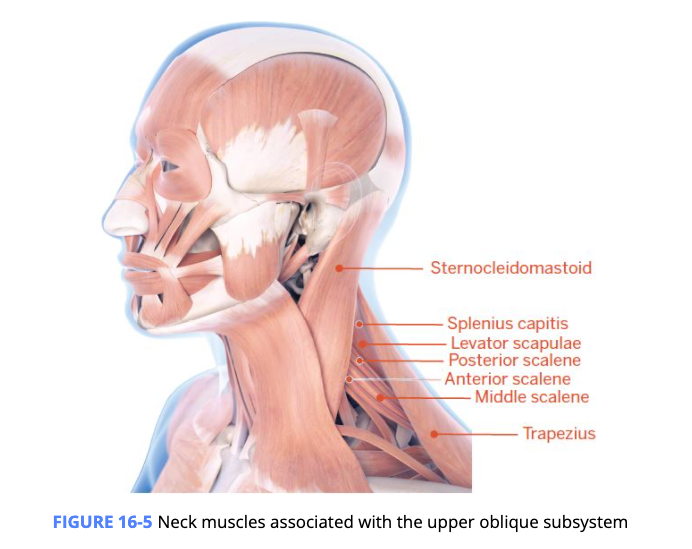 Sternocleidomastoid
Splenius capitis
Levator scapulae
Posterior scalene
Anterior scalene
Middle scalene
Trapezius
FIGURE 16-5 Neck muscles associated with the upper oblique subsystem